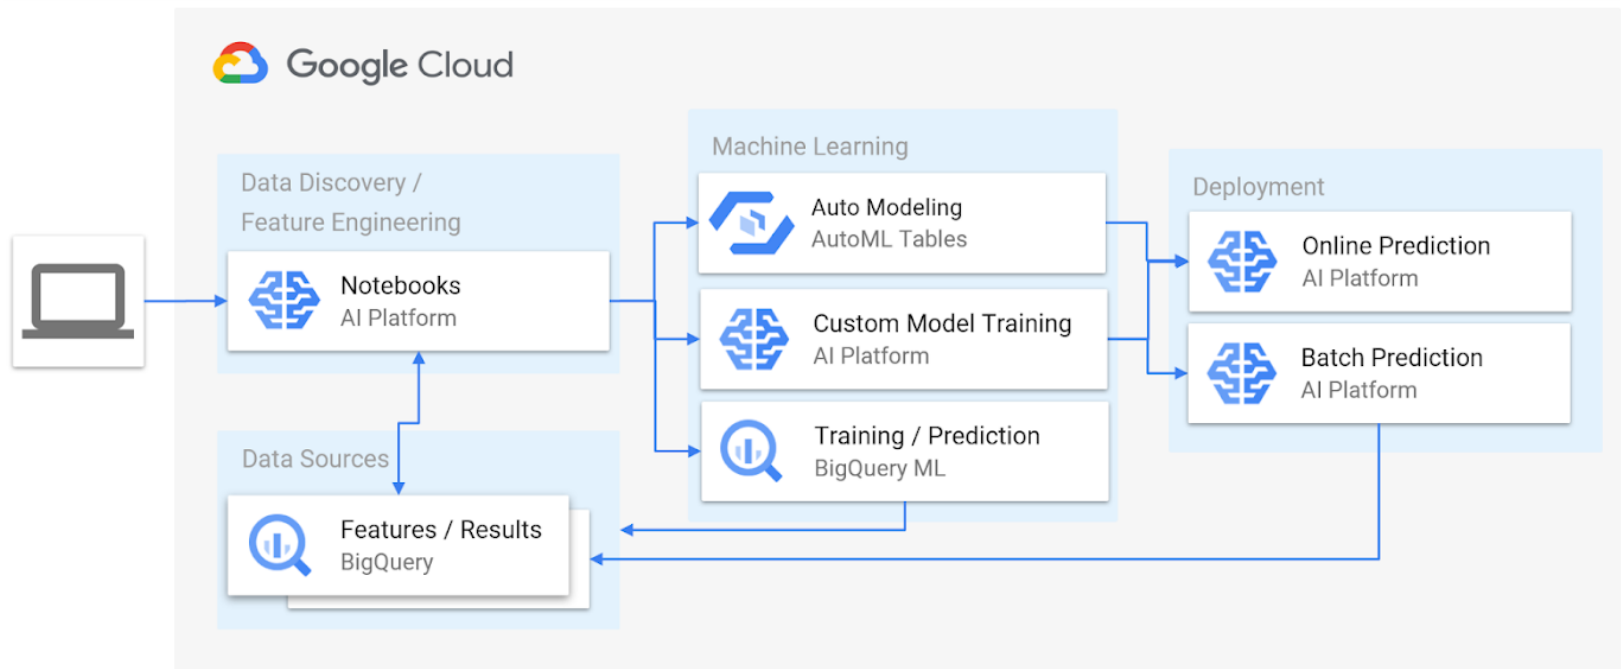 Google Cloud
Data Discovery /
Feature Engineering
Notebooks
AI Platform
Data Sources
Features / Results
BigQuery
Machine Learning
Auto Modeling
AutoML Tables
Custom Model Training
AI Platform
Training / Prediction
BigQuery ML
Deployment
Online Prediction
AI Platform
Batch Prediction
AI Platform